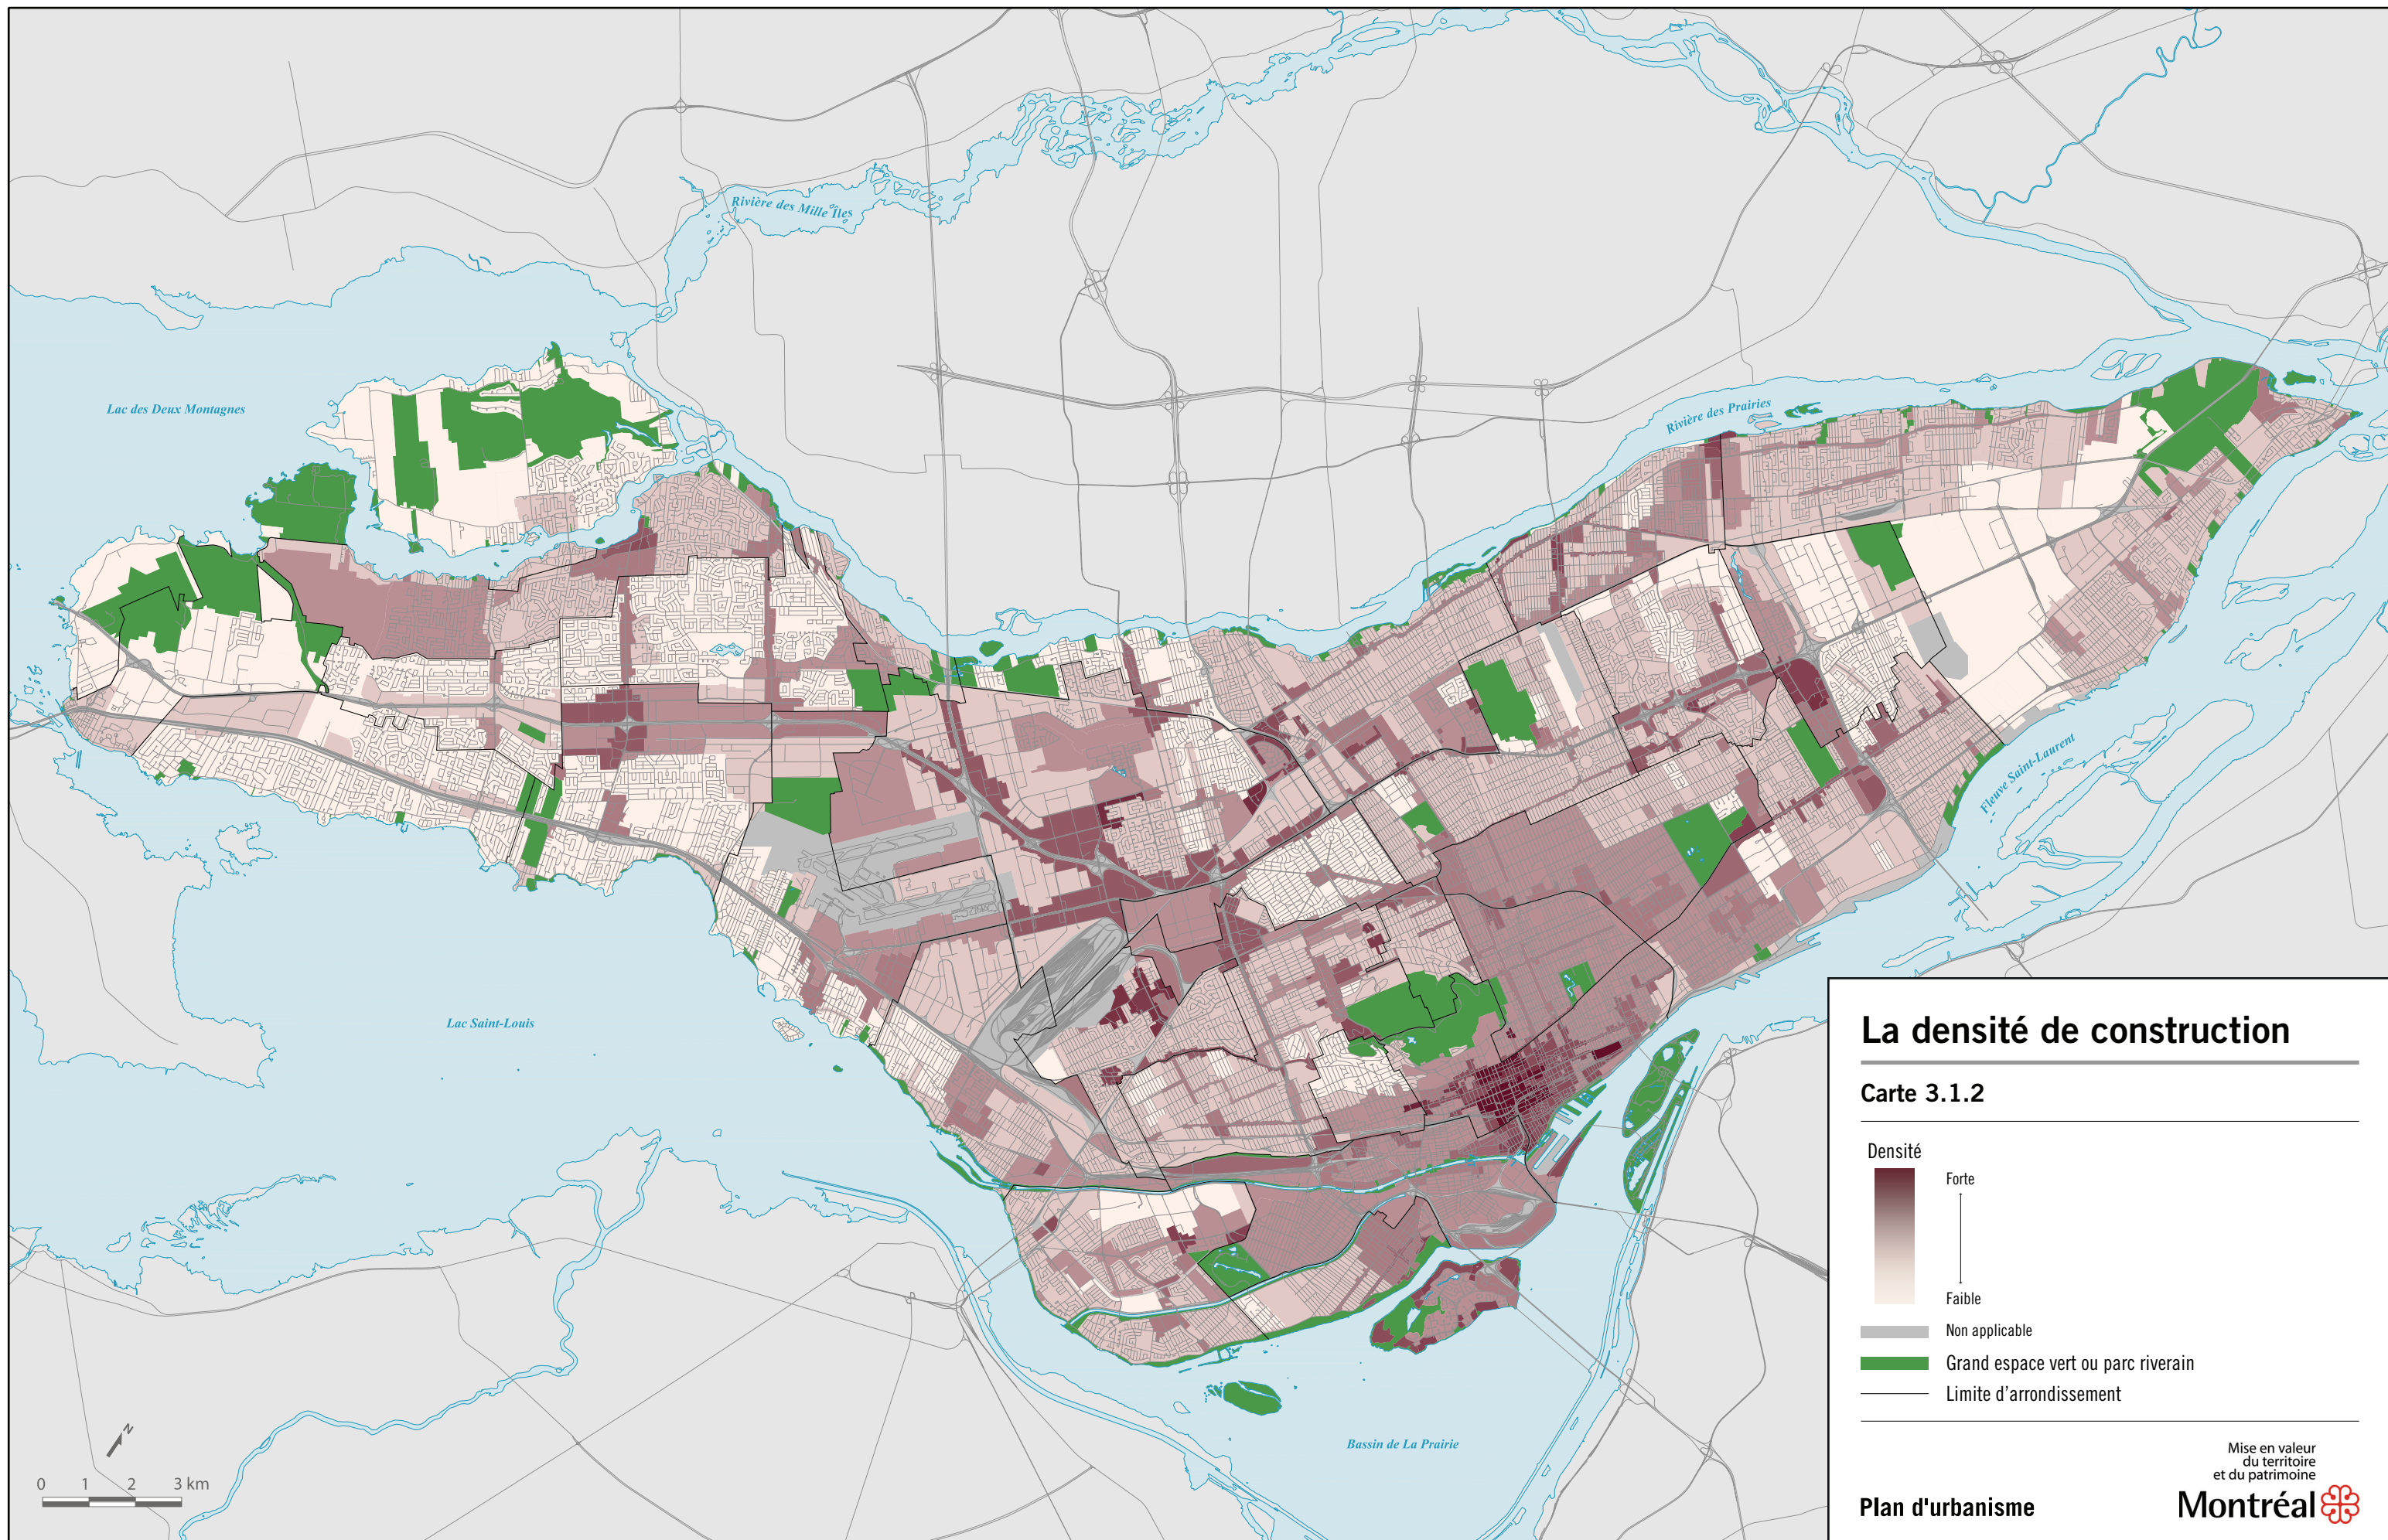 Rivière des Mille Îles
Lac des Deux Montagnes
Rivière des Prairies
Fleuve Saint-Laurent
Lac Saint-Louis
Bassin de La Prairie
N
0 1 2 3 km
La densité de construction
Carte 3.1.2
Densité
Forte
Faible
Non applicable
Grand espace vert ou parc riverain
Limite d'arrondissement
Mise en valeur
du territoire
et du patrimoine
Plan d'urbanisme
Montréal